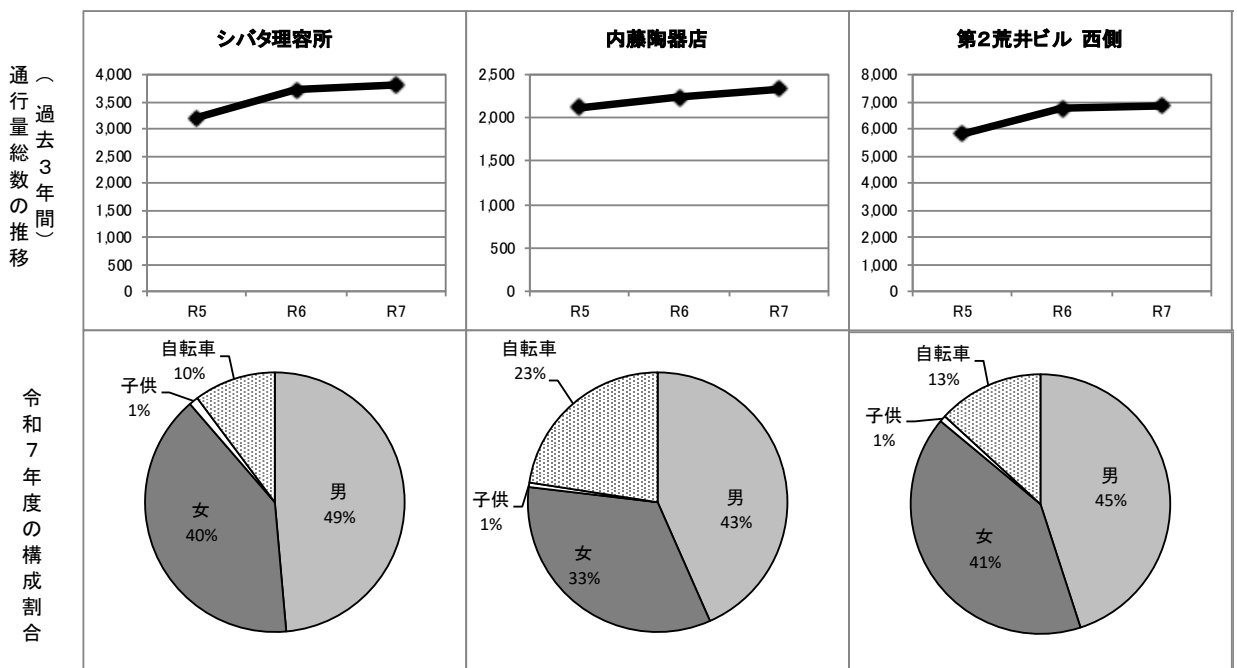 シバタ理容所
内藤陶器店
第2荒井ビル 西側
通行量総数の推移
（過去３年間）
4,000
3,500
3,000
2,500
2,000
1,500
1,000
500
0
R5 R6 R7
2,500
2,000
1,500
1,000
500
0
R5 R6 R7
8,000
7,000
6,000
5,000
4,000
3,000
2,000
1,000
0
R5 R6 R7
令和７年度の構成割合
自転車
10%
子供
1%
男
49%
女
40%
自転車
23%
子供
1%
男
43%
女
33%
自転車
13%
子供
1%
男
45%
女
41%